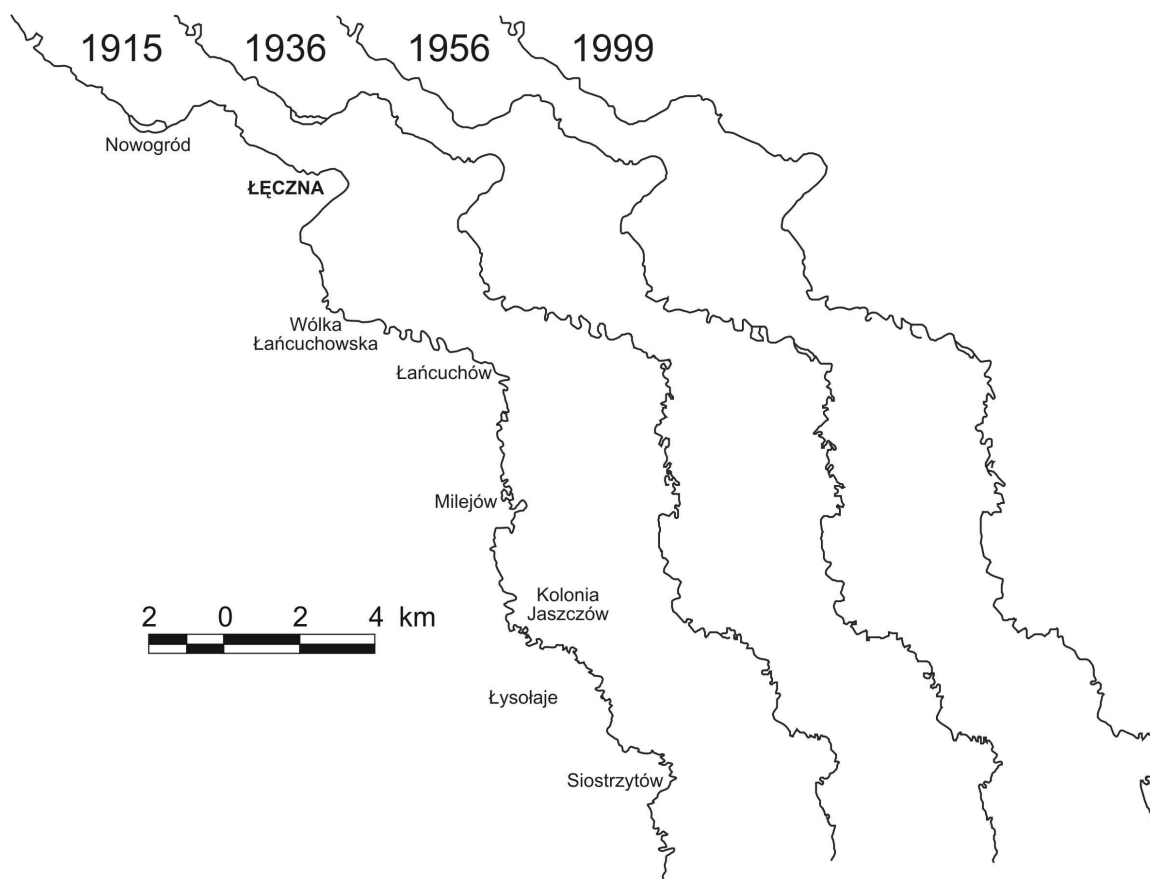 1915 1936 1956 1999
Nowogród
ŁĘCZNA
Wólka
Łańcuchowska
Łańcuchów
Milejów
Kolonia
Jaszczów
2 0 2 4 km
Łysołaje
Siostrzytów